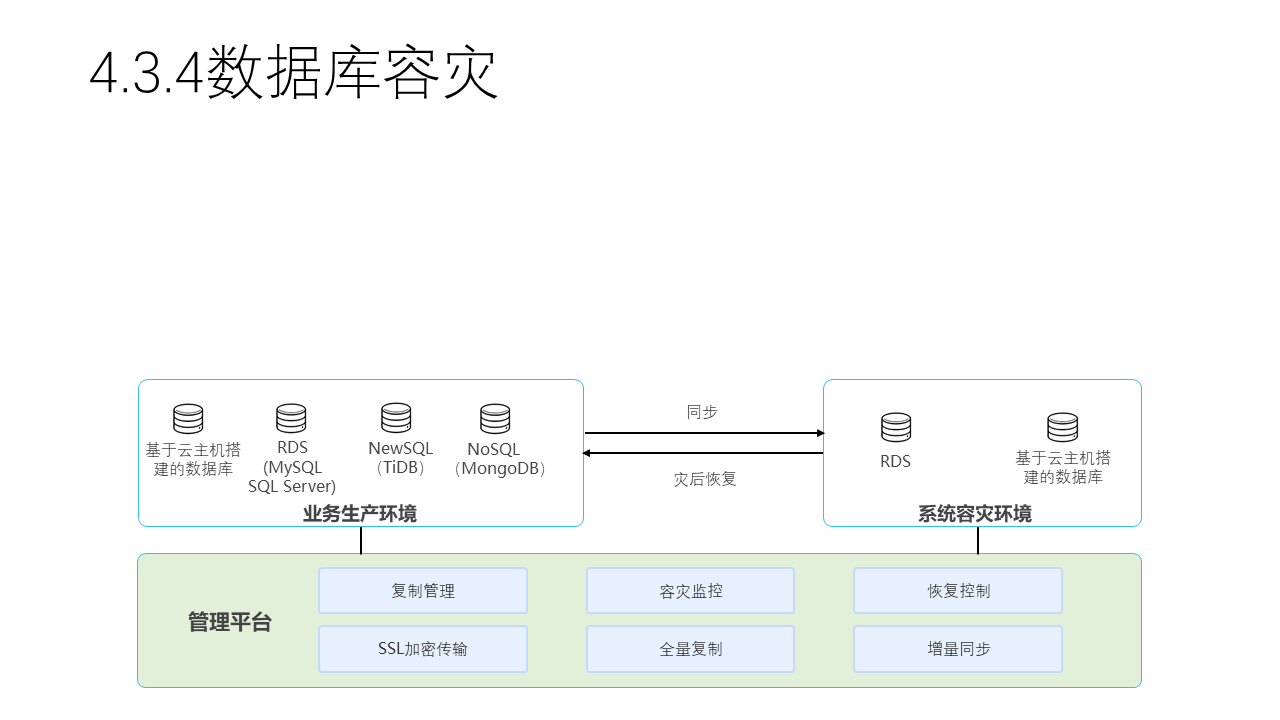 4.3.4数据库容灾
基于云主机搭
建的数据库
RDS
(MySQL
SQL Server)
NewSQL
（TiDB）
NoSQL
（MongoDB）
业务生产环境
同步
灾后恢复
RDS
基于云主机搭
建的数据库
系统容灾环境
管理平台
复制管理
容灾监控
恢复控制
SSL加密传输
全量复制
增量同步